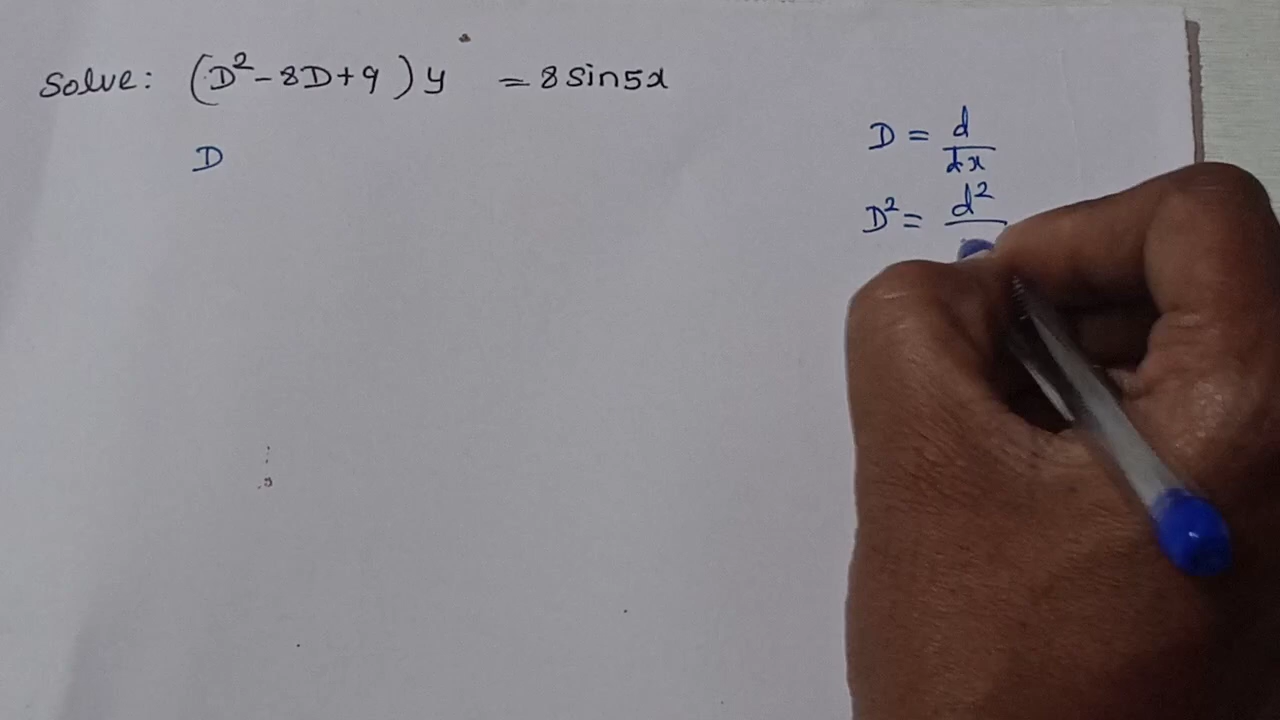 Solve: (D² - 8D + 9) y = 8 sin5x
D
D = d/dx
D² = d²